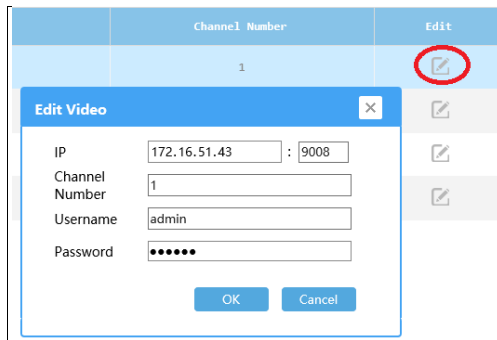 Channel Number Edit
1
Edit Video
IP 172.16.51.43 : 9008
Channel
Number 1
Username admin
Password ●●●●●●
OK Cancel